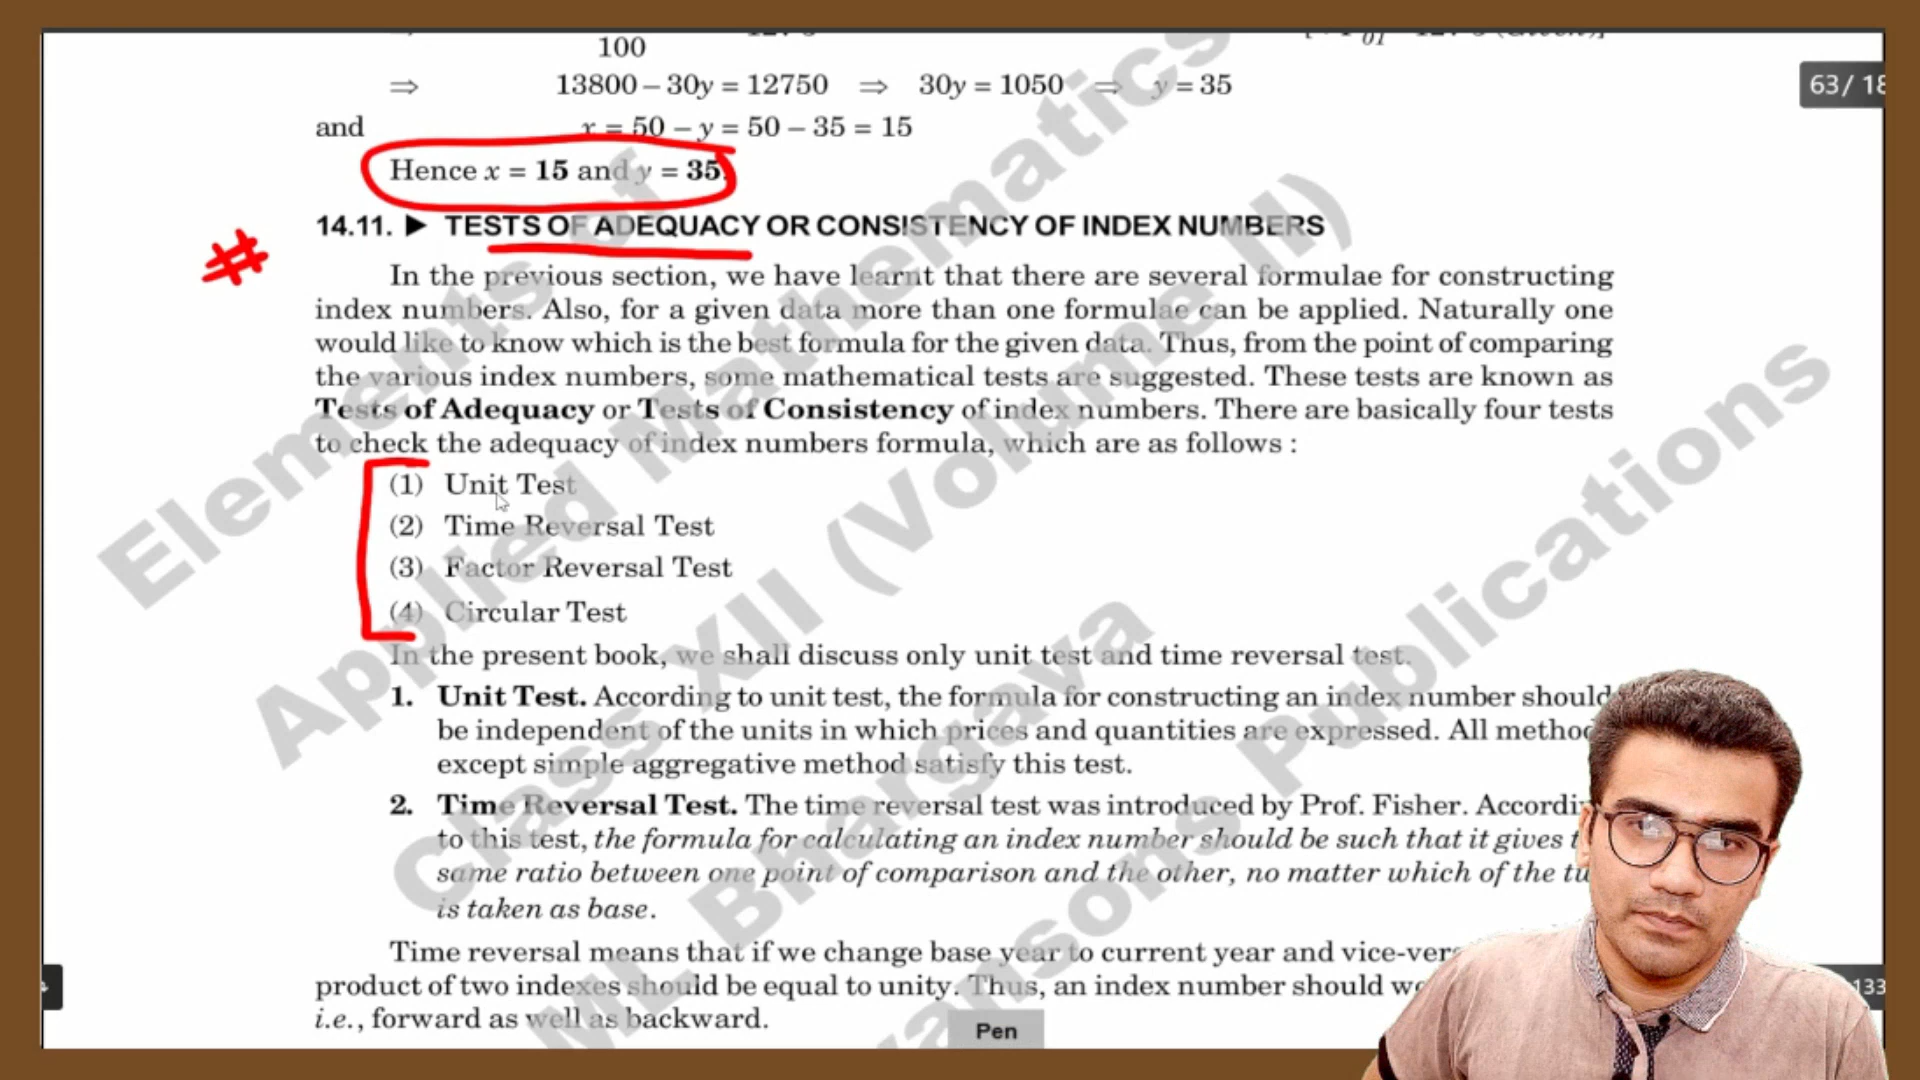 100
⇒ 13800 – 30y = 12750 ⇒ 30y = 1050 ⇒ y = 35
63/ 18
and x = 50 – y = 50 – 35 = 15
Hence x = 15 and y = 35.
14.11. ▶ TESTS OF ADEQUACY OR CONSISTENCY OF INDEX NUMBERS
#
In the previous section, we have learnt that there are several formulae for constructing
index numbers. Also, for a given data more than one formulae can be applied. Naturally one
would like to know which is the best formula for the given data. Thus, from the point of comparing
the various index numbers, some mathematical tests are suggested. These tests are known as
Tests of Adequacy or Tests of Consistency of index numbers. There are basically four tests
to check the adequacy of index numbers formula, which are as follows :
(1) Unit Test
(2) Time Reversal Test
(3) Factor Reversal Test
(4) Circular Test
In the present book, we shall discuss only unit test and time reversal test.
1. Unit Test. According to unit test, the formula for constructing an index number should
be independent of the units in which prices and quantities are expressed. All method
except simple aggregative method satisfy this test.
2. Time Reversal Test. The time reversal test was introduced by Prof. Fisher. Accordi
to this test, the formula for calculating an index number should be such that it gives t
same ratio between one point of comparison and the other, no matter which of the tw
is taken as base.
Time reversal means that if we change base year to current year and vice-ver
product of two indexes should be equal to unity. Thus, an index number should wo
i.e., forward as well as backward.
133
Pen
Elements of
Applied Mathematics
Class XII (Volume II)
ML Bhargava
Publications